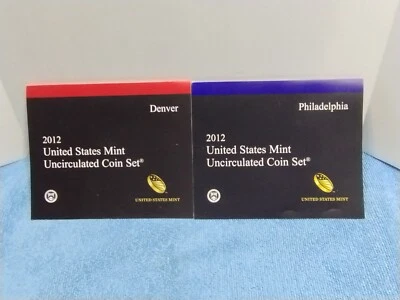 Denver
2012
United States Mint
Uncirculated Coin Set®
UNITED STATES MINT
Philadelphia
2012
United States Mint
Uncirculated Coin Set®
UNITED STATES MINT